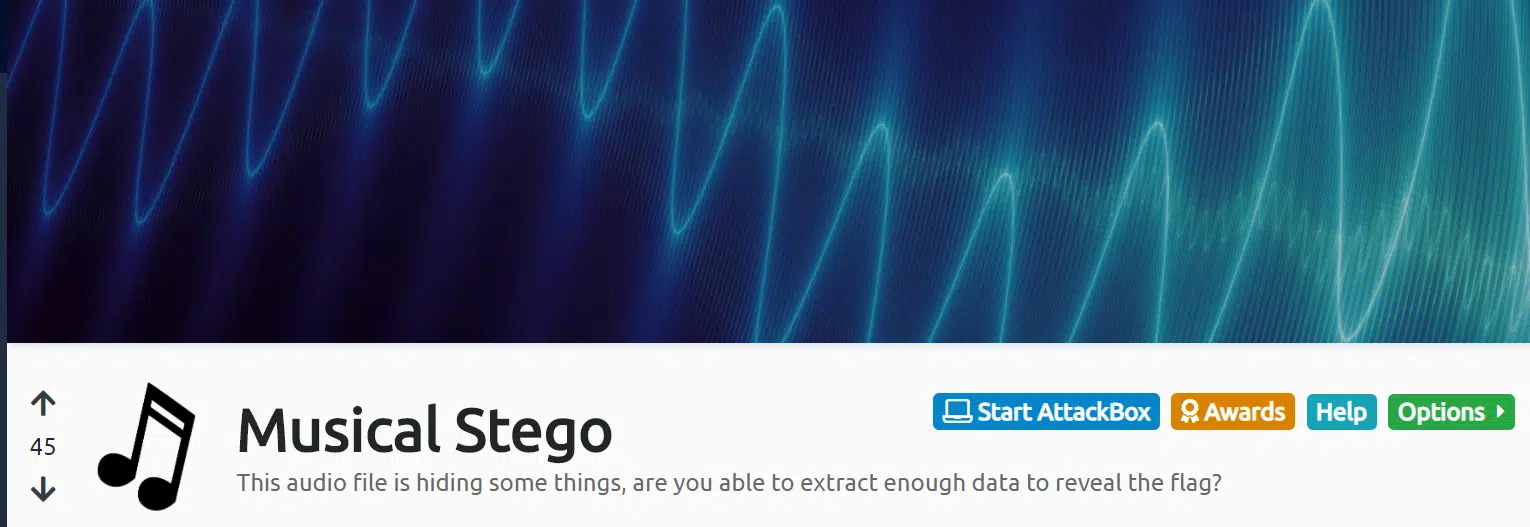 45
Musical Stego
Start AttackBox
Awards
Help
Options
This audio file is hiding some things, are you able to extract enough data to reveal the flag?